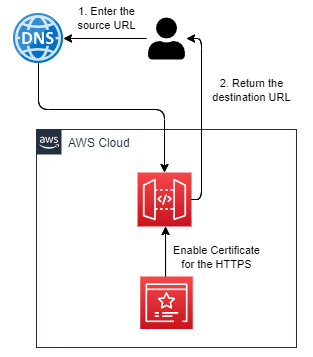 1. Enter the
source URL
DNS
2. Return the
destination URL
aws
AWS Cloud
</>
Enable Certificate
for the HTTPS